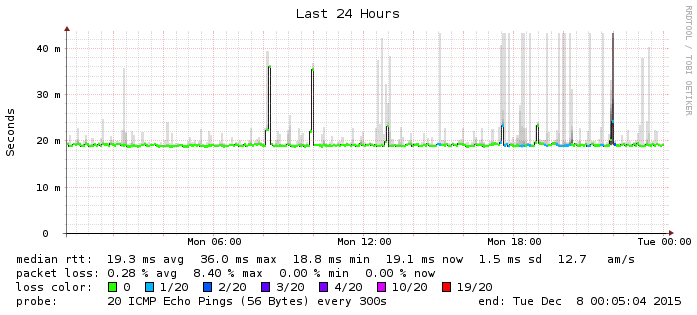 Last 24 Hours
RRDTOOL / TOBI OETIKER
Seconds
40 m
30 m
20 m
10 m
0
Mon 06:00 Mon 12:00 Mon 18:00 Tue 00:00
median rtt: 19.3 ms avg 36.0 ms max 18.8 ms min 19.1 ms now 1.5 ms sd 12.7 am/s
packet loss: 0.28 % avg 8.40 % max 0.00 % min 0.00 % now
loss color: 0 1/20 2/20 3/20 4/20 10/20 19/20
probe: 20 ICMP Echo Pings (56 Bytes) every 300s end: Tue Dec 8 00:05:04 2015